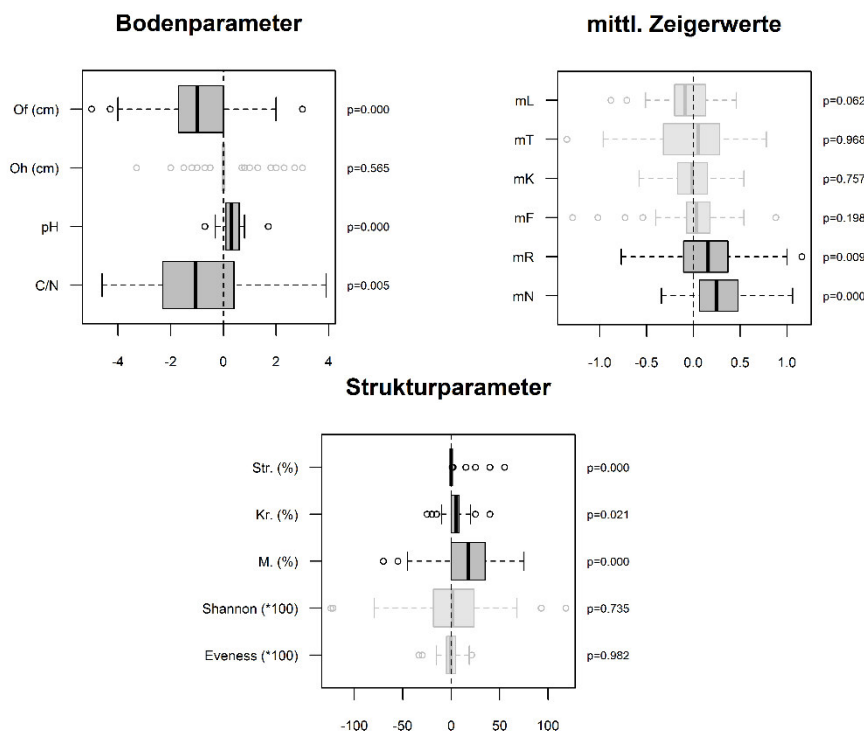 Bodenparameter
Of (cm) p=0.000
Oh (cm) p=0.565
pH p=0.000
C/N p=0.005
-4 -2 0 2 4
mittl. Zeigerwerte
mL p=0.062
mT p=0.968
mK p=0.757
mF p=0.198
mR p=0.009
mN p=0.000
-1.0 -0.5 0.0 0.5 1.0
Strukturparameter
Str. (%) p=0.000
Kr. (%) p=0.021
M. (%) p=0.000
Shannon (*100) p=0.735
Eveness (*100) p=0.982
-100 -50 0 50 100